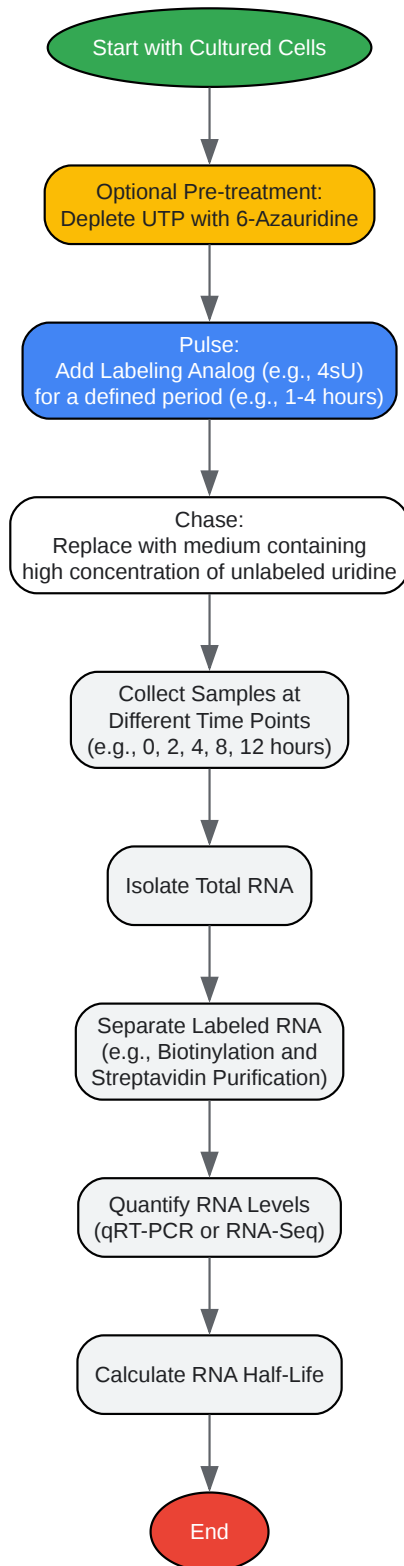 Start with Cultured Cells
Optional Pre-treatment:
Deplete UTP with 6-Azauridine
Pulse:
Add Labeling Analog (e.g., 4sU)
for a defined period (e.g., 1-4 hours)
Chase:
Replace with medium containing
high concentration of unlabeled uridine
Collect Samples at
Different Time Points
(e.g., 0, 2, 4, 8, 12 hours)
Isolate Total RNA
Separate Labeled RNA
(e.g., Biotinylation and
Streptavidin Purification)
Quantify RNA Levels
(qRT-PCR or RNA-Seq)
Calculate RNA Half-Life
End